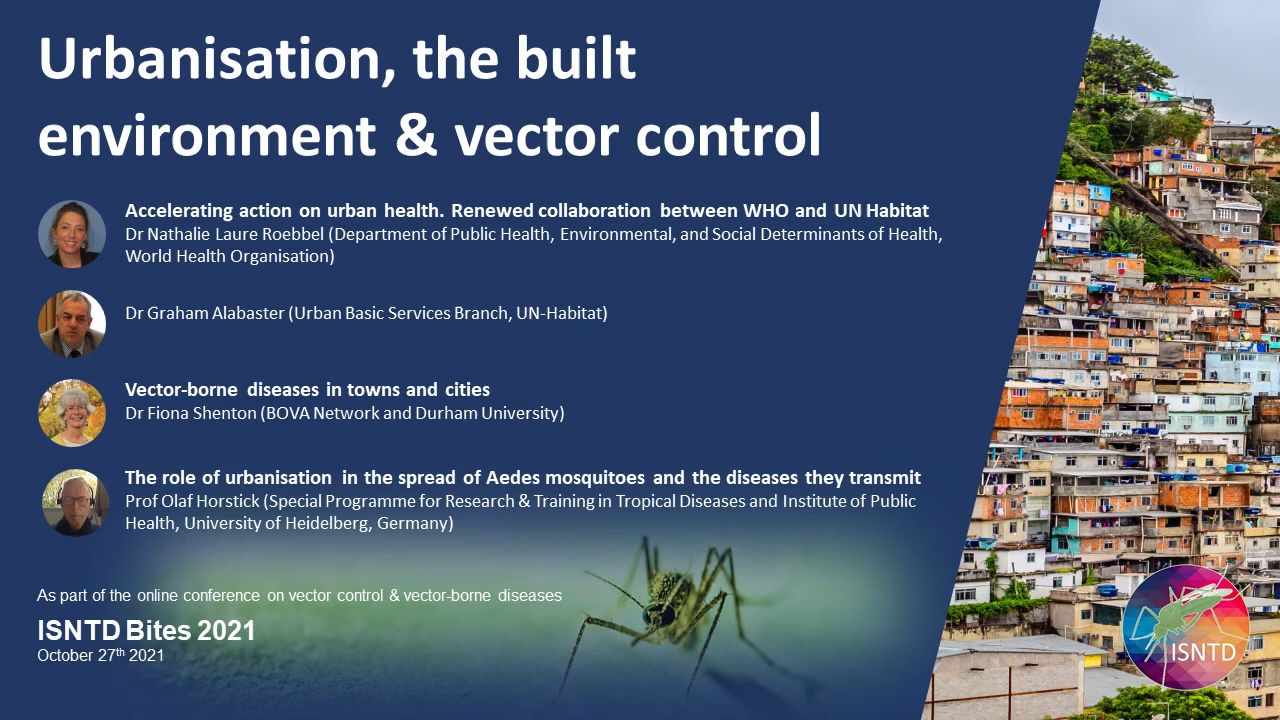 Urbanisation, the built
environment & vector control
Accelerating action on urban health. Renewed collaboration between WHO and UN Habitat
Dr Nathalie Laure Roebbel (Department of Public Health, Environmental, and Social Determinants of Health,
World Health Organisation)
Dr Graham Alabaster (Urban Basic Services Branch, UN-Habitat)
Vector-borne diseases in towns and cities
Dr Fiona Shenton (BOVA Network and Durham University)
The role of urbanisation in the spread of Aedes mosquitoes and the diseases they transmit
Prof Olaf Horstick (Special Programme for Research & Training in Tropical Diseases and Institute of Public
Health, University of Heidelberg, Germany)
As part of the online conference on vector control & vector-borne diseases
ISNTD Bites 2021
October 27th 2021
ISNTD